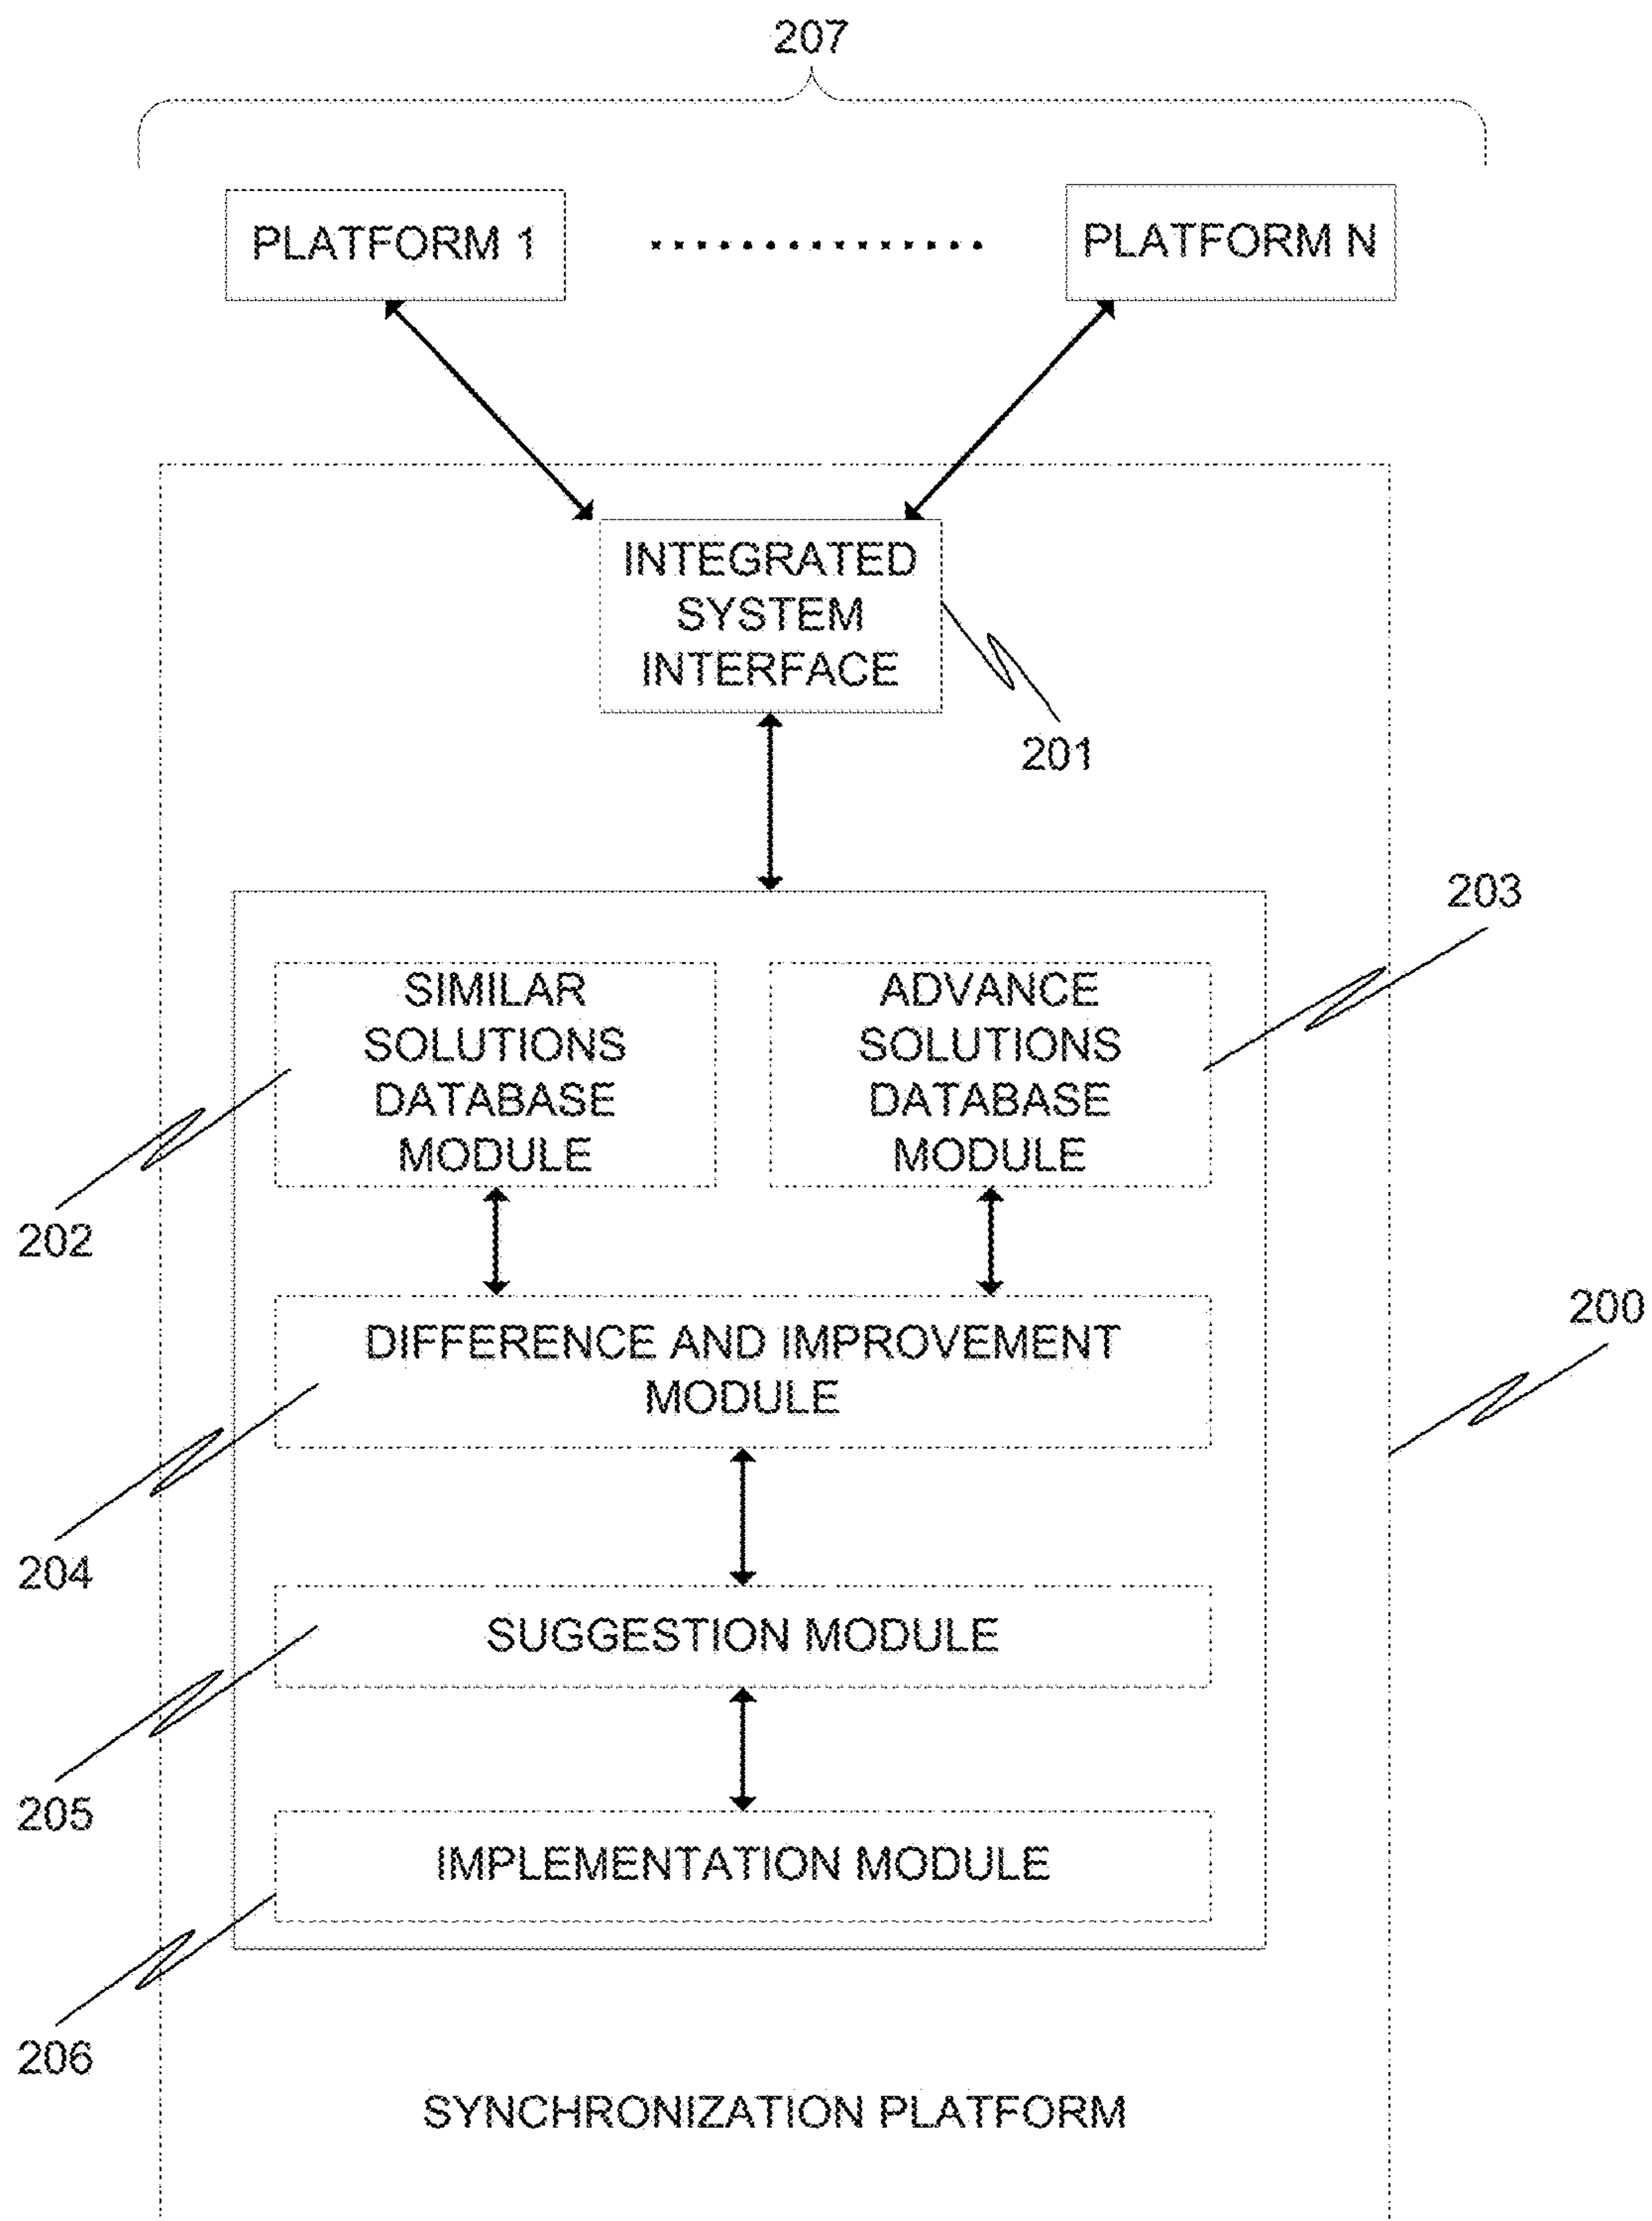 207
PLATFORM 1
PLATFORM N
INTEGRATED
SYSTEM
INTERFACE
201
203
SIMILAR
SOLUTIONS
DATABASE
MODULE
ADVANCE
SOLUTIONS
DATABASE
MODULE
202
200
DIFFERENCE AND IMPROVEMENT
MODULE
204
SUGGESTION MODULE
205
IMPLEMENTATION MODULE
206
SYNCHRONIZATION PLATFORM